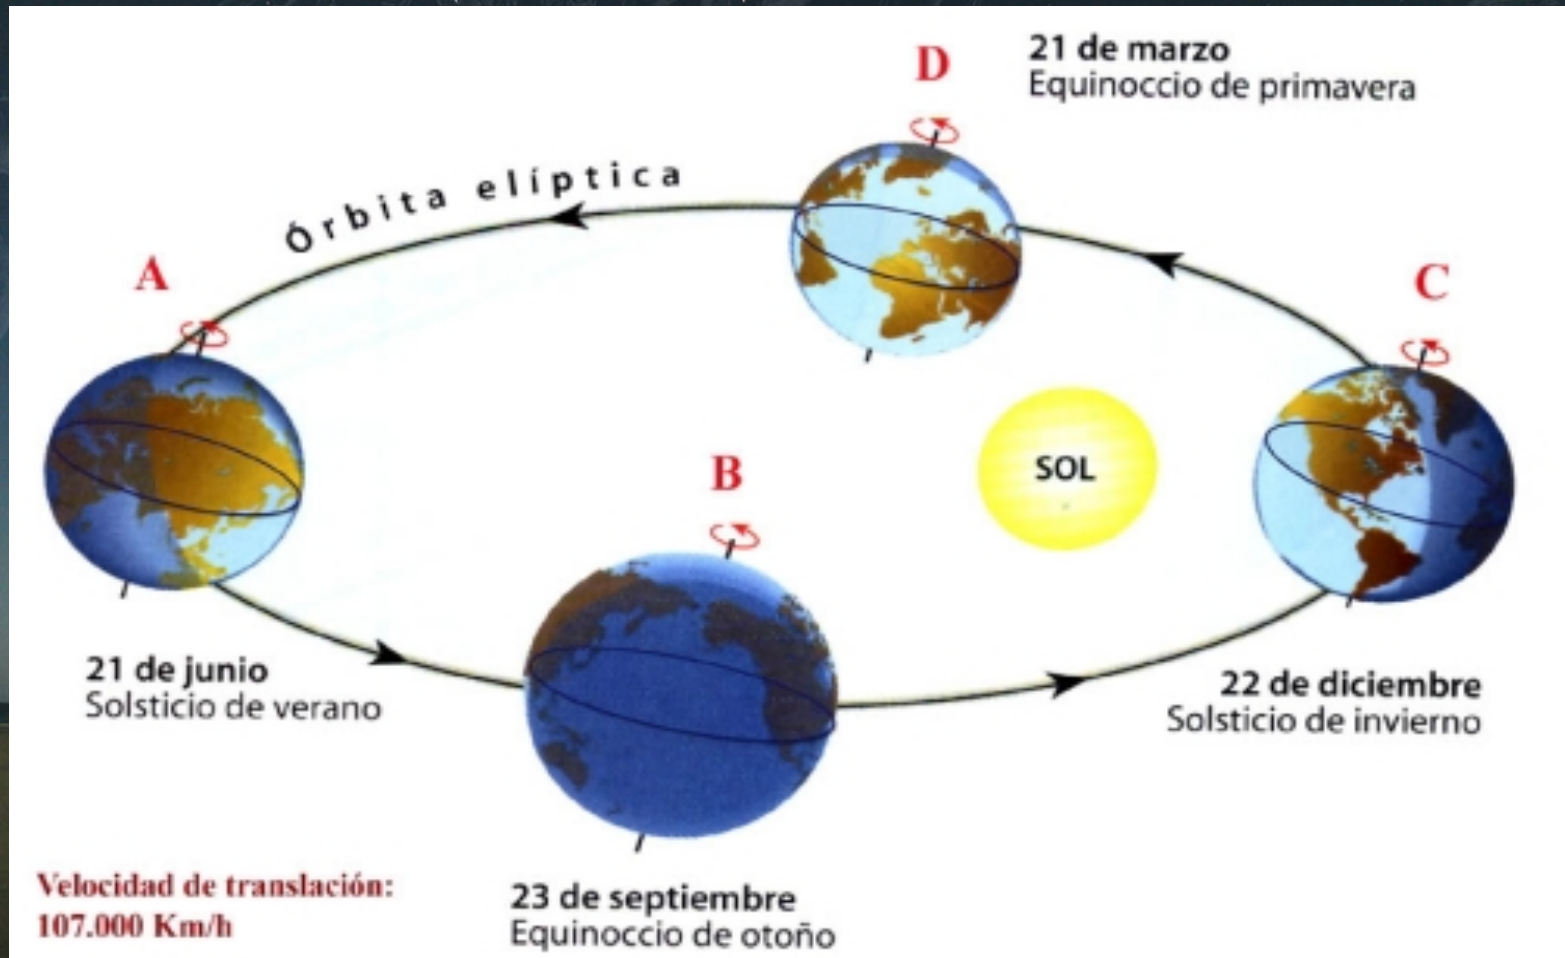 D
21 de marzo
Equinoccio de primavera
Órbita elíptica
A
C
B
SOL
21 de junio
Solsticio de verano
22 de diciembre
Solsticio de invierno
Velocidad de translación:
107.000 Km/h
23 de septiembre
Equinoccio de otoño